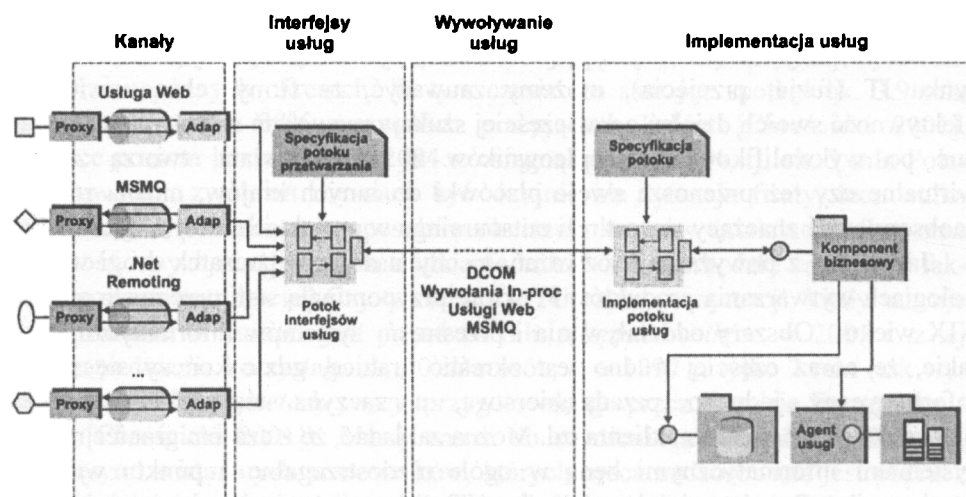 Kanały
Interfejsy
usług
Wywoływanie
usług
Implementacja usług
Usługa Web
Proxy
Adap
MSMQ
Proxy
Adap
.Net
Remoting
Proxy
Adap
...
Proxy
Adap
Specyfikacja
potoku
przetwarzania
Potok
Interfejsów
usług
DCOM
Wywołania In-proc
Usługi Web
MSMQ
Specyfikacja
potoku
Implementacja
potoku
usług
Komponent
biznesowy
Agent
usugi